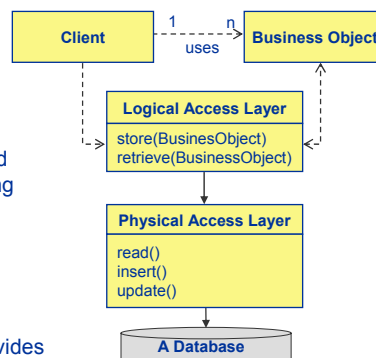 Client
1
n
uses
Business Object
Logical Access Layer
store(BusinesObject)
retrieve(BusinessObject)
Physical Access Layer
read()
insert()
update()
A Database